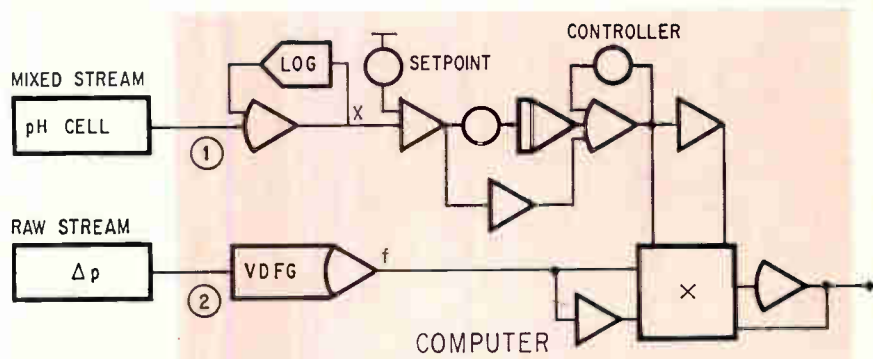 CONTROLLER
LOG
SETPOINT
MIXED STREAM
pH CELL
X
1
RAW STREAM
Δp
2
VDFG
f
×
COMPUTER